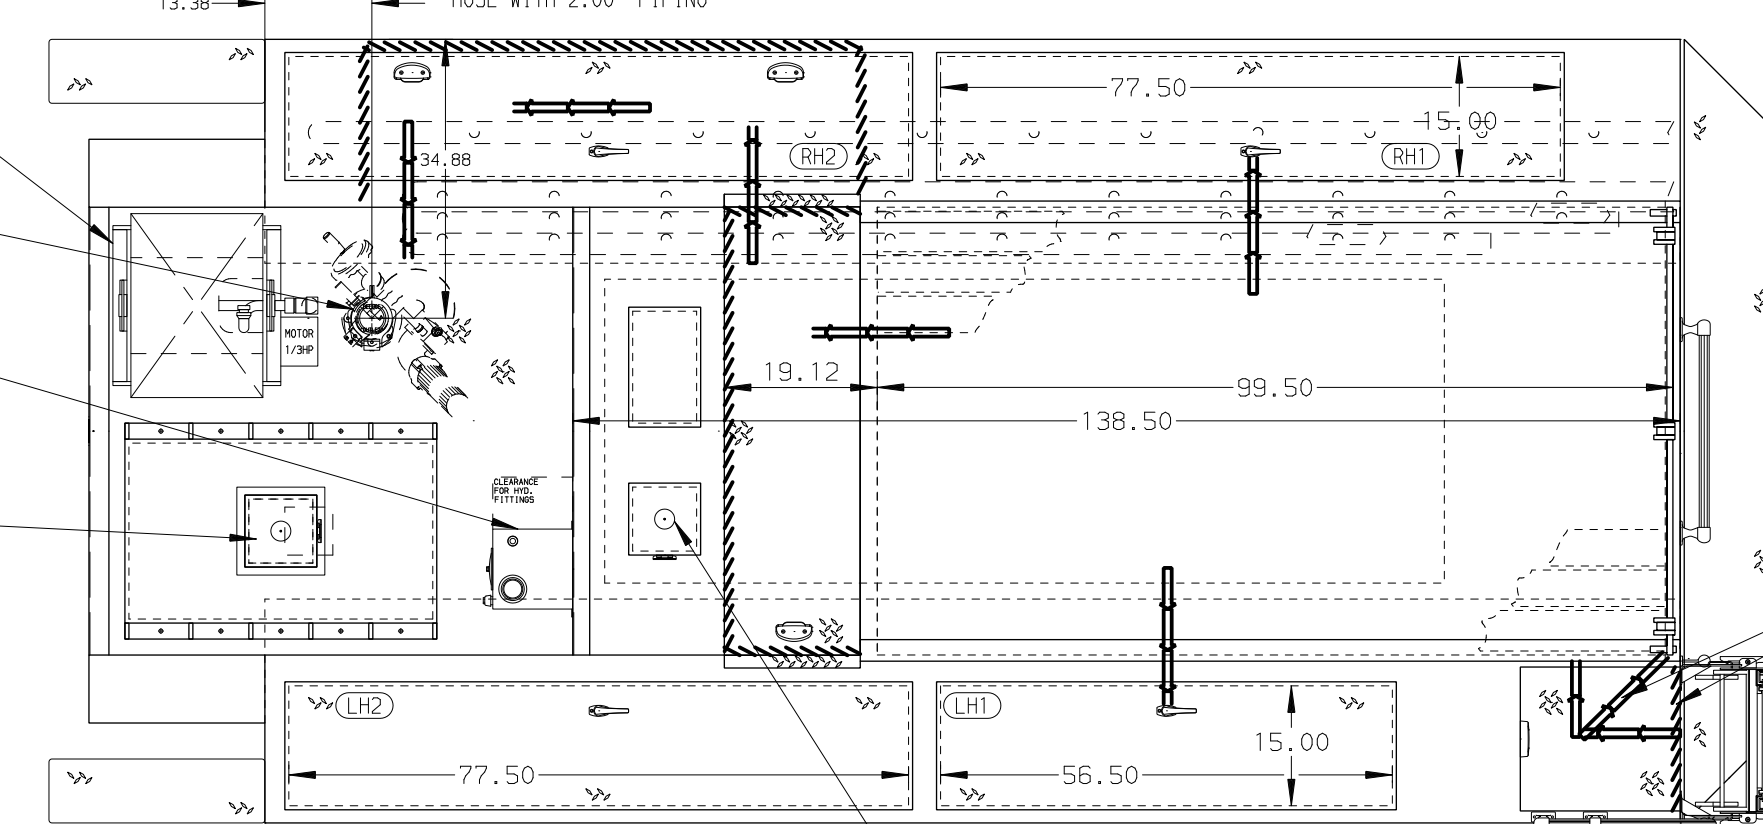 13.38
HOSE WITH 2.00" PIPING
77.50
15.00
34.88
RH2
RH1
MOTOR
1/3HP
19.12
99.50
138.50
CLEARANCE
FOR HYD.
FITTINGS
LH2
LH1
15.00
77.50
56.50